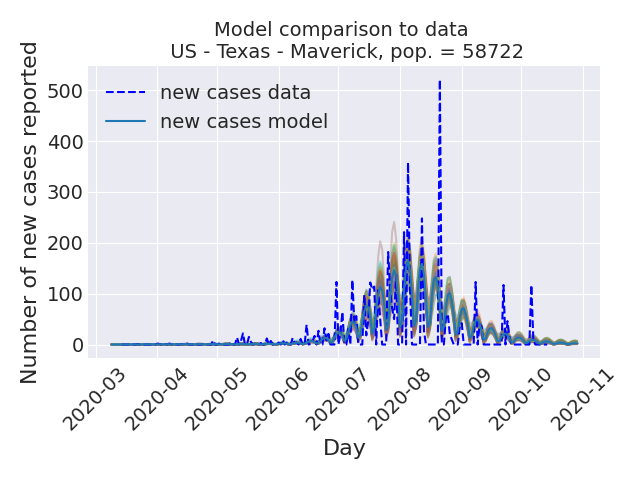 Model comparison to data
US - Texas - Maverick, pop. = 58722
new cases data
new cases model
Number of new cases reported
500
400
300
200
100
0
2020-03
2020-04
2020-05
2020-06
2020-07
2020-08
2020-09
2020-10
2020-11
Day